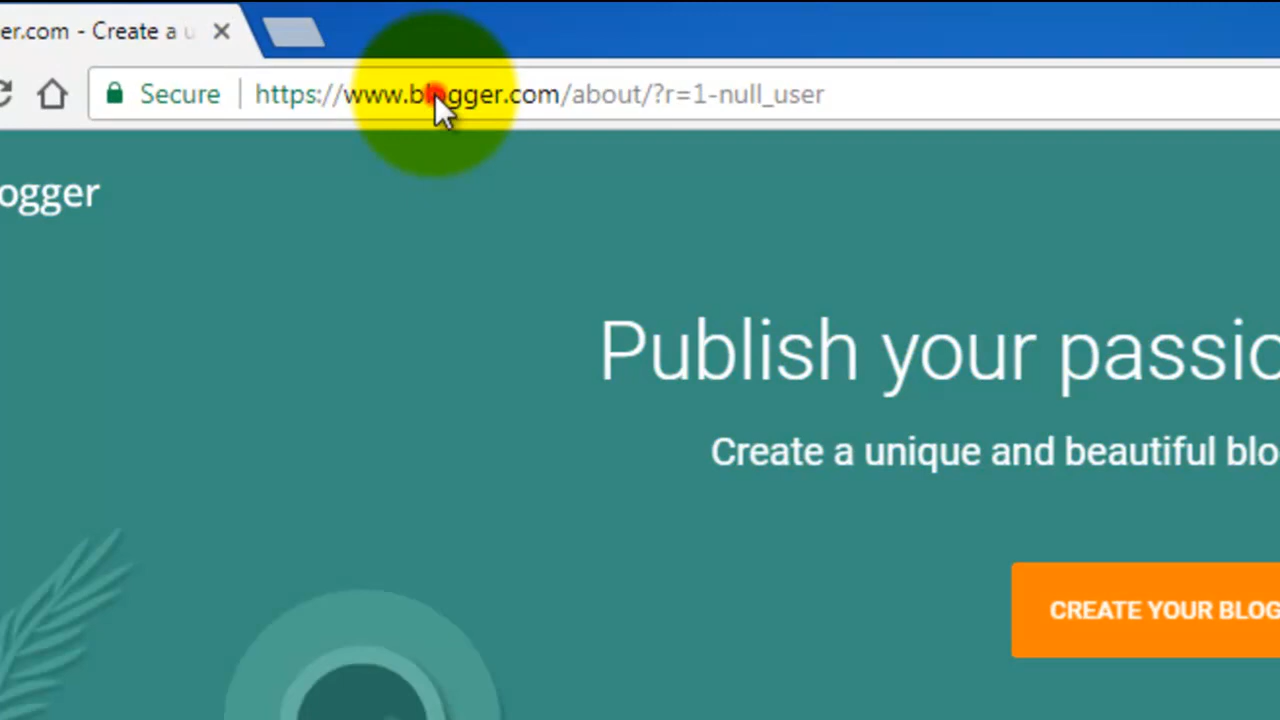 er.com - Create a u
Secure
https://www.blogger.com/about/?r=1-null_user
ogger
Publish your passio
Create a unique and beautiful blo
CREATE YOUR BLOG